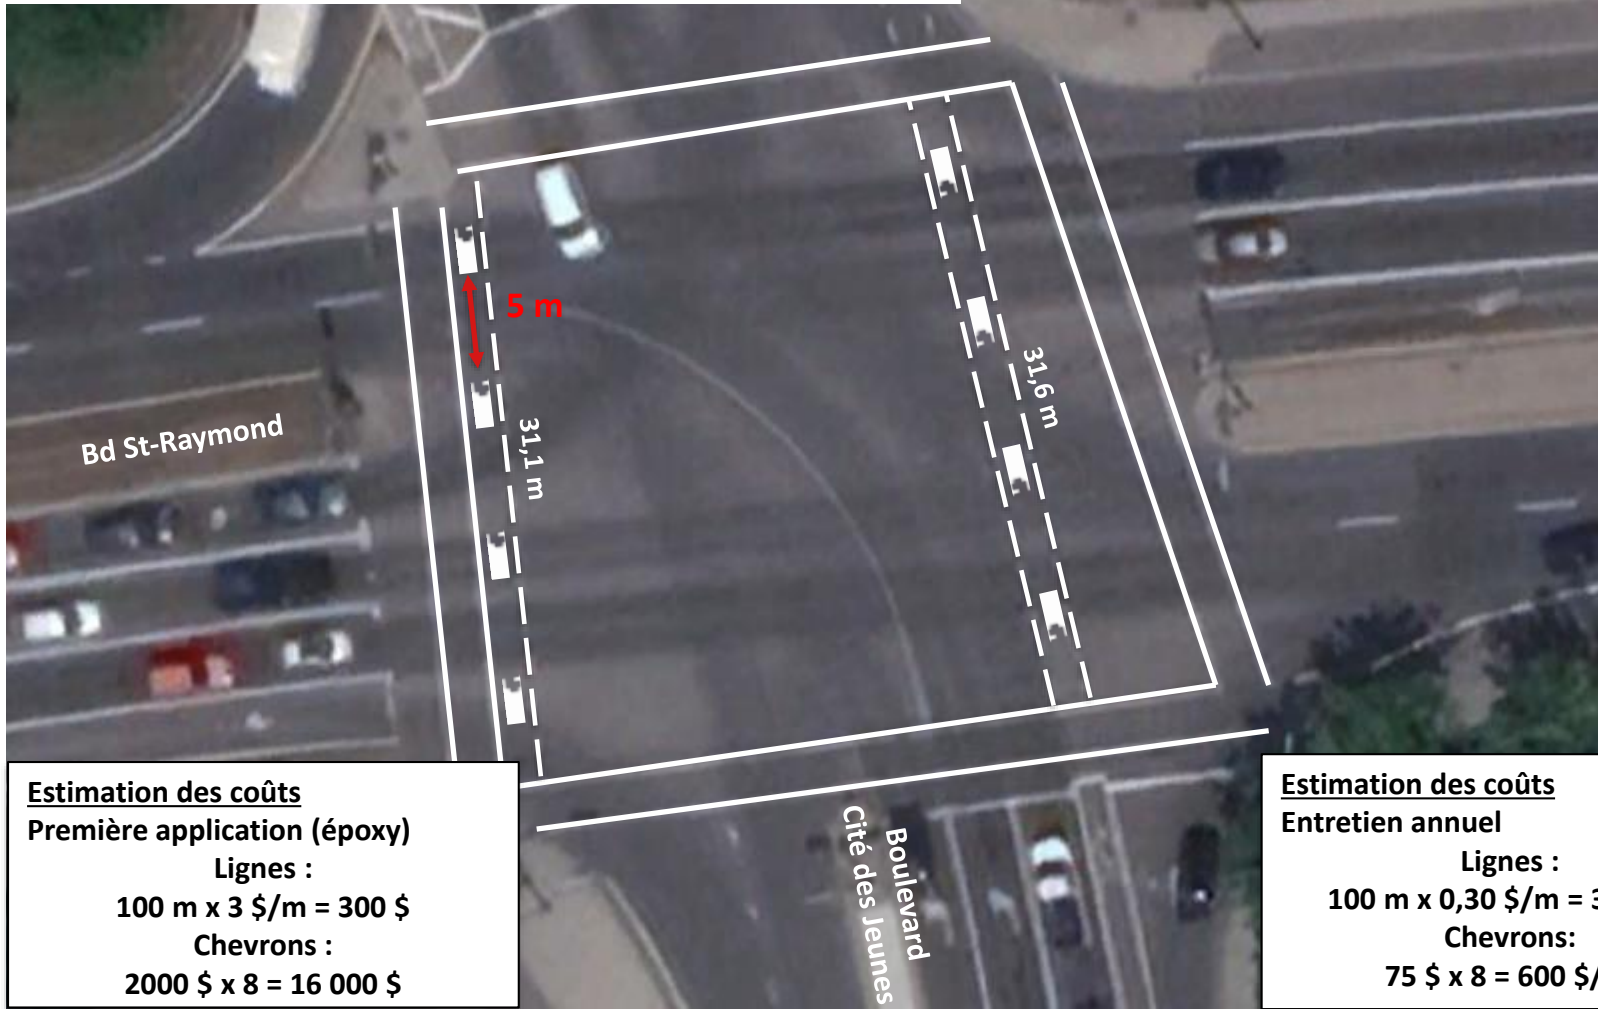 5 m
31,6 m
31,1 m
Bd St-Raymond
Boulevard
Cité des Jeunes
Estimation des coûts
Première application (époxy)
Lignes :
100 m x 3 $/m = 300 $
Chevrons :
2000 $ x 8 = 16 000 $
Estimation des coûts
Entretien annuel
Lignes :
100 m x 0,30 $/m = 3
Chevrons:
75 $ x 8 = 600 $/